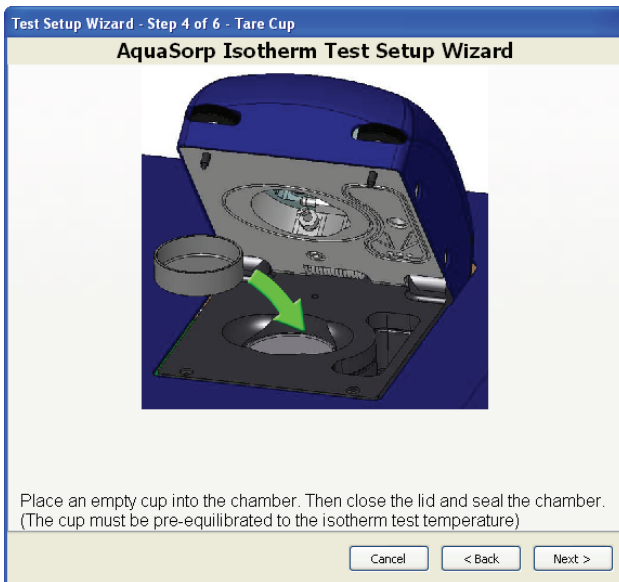 Test Setup Wizard - Step 4 of 6 - Tare Cup
AquaSorp Isotherm Test Setup Wizard
Place an empty cup into the chamber. Then close the lid and seal the chamber.
(The cup must be pre-equilibrated to the isotherm test temperature)
Cancel
< Back
Next >